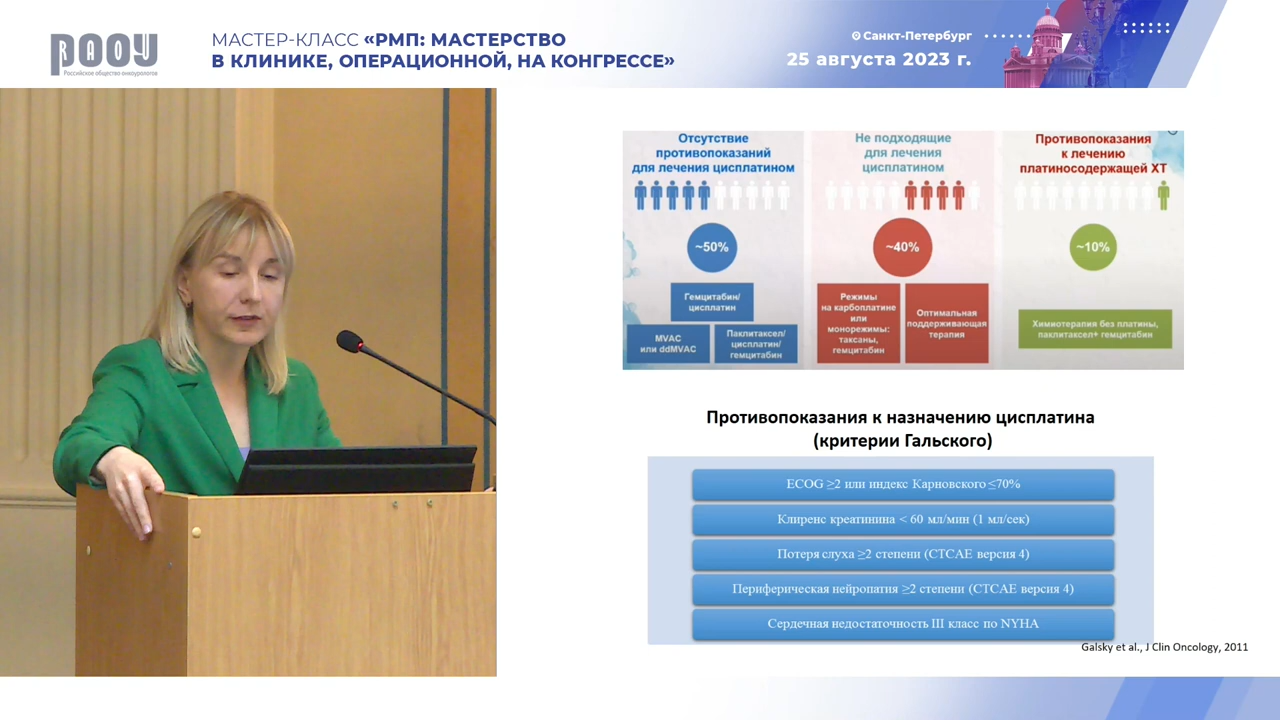 RAOU
Российское общество онкоурологов
МАСТЕР-КЛАСС «РМП: МАСТЕРСТВО
В КЛИНИКЕ, ОПЕРАЦИОННОЙ, НА КОНГРЕССЕ»
Санкт-Петербург
25 августа 2023 г.
Отсутствие
противопоказаний
для лечения цисплатином
~50%
Гемцитабин/
цисплатин
MVAC
или ddMVAC
Паклитаксел/
цисплатин/
гемцитабин
Не подходящие
для лечения
цисплатином
~40%
Режимы
на карбоплатине
или
монорежимы:
таксаны,
гемцитабин
Оптимальная
поддерживающая
терапия
Противопоказания
к лечению
платиносодержащей ХТ
~10%
Химиотерапия без платины,
паклитаксел+ гемцитабин
Противопоказания к назначению цисплатина
(критерии Гальского)
ECOG ≥2 или индекс Карновского ≤70%
Клиренс креатинина < 60 мл/мин (1 мл/сек)
Потеря слуха ≥2 степени (CTCAE версия 4)
Периферическая нейропатия ≥2 степени (CTCAE версия 4)
Сердечная недостаточность III класс по NYHA
Galsky et al., J Clin Oncology, 2011